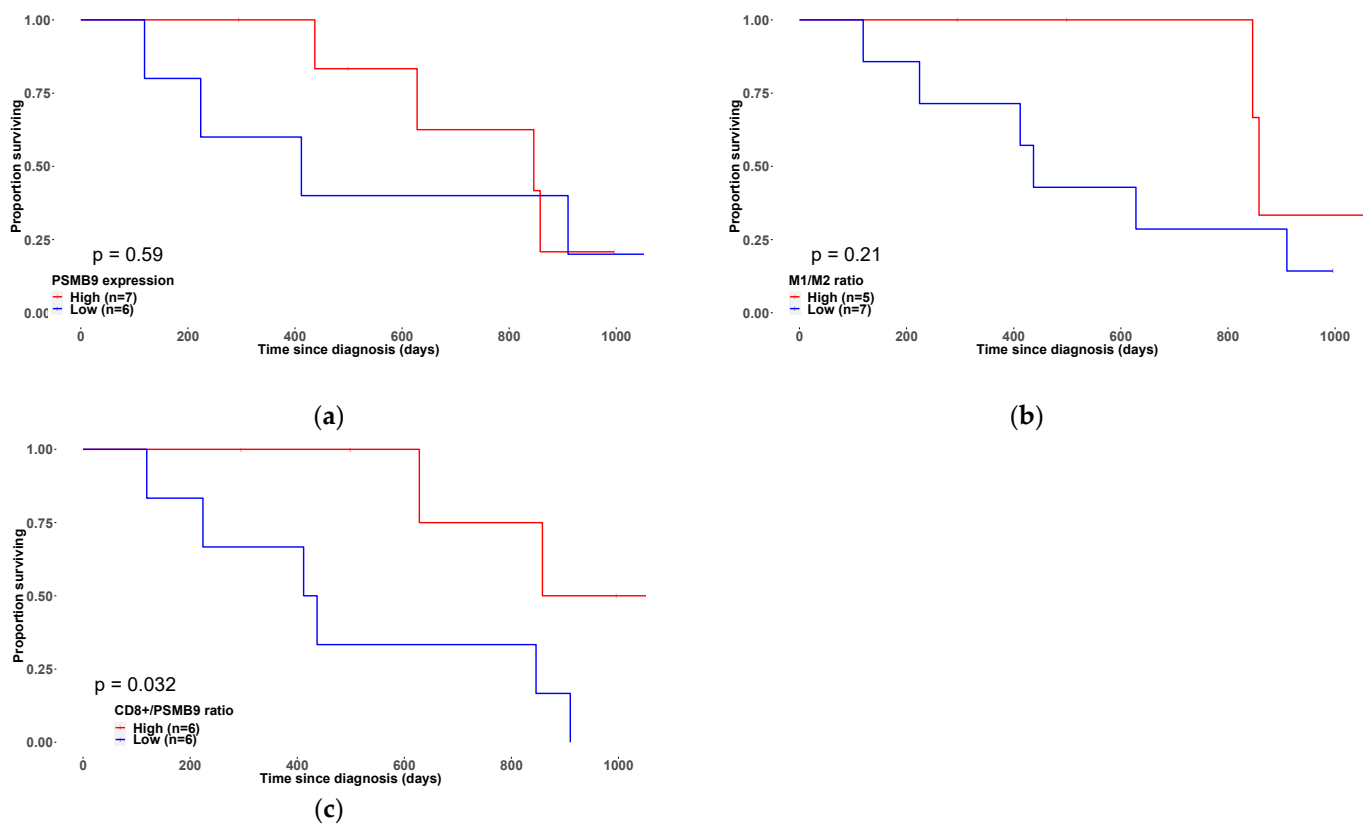 1.00
0.75
0.50
0.25
0.00
Proportion surviving
p = 0.59
PSMB9 expression
High (n=7)
Low (n=6)
0 200 400 600 800 1000
Time since diagnosis (days)
(a)
1.00
0.75
0.50
0.25
0.00
Proportion surviving
p = 0.21
M1/M2 ratio
High (n=5)
Low (n=7)
0 200 400 600 800 1000
Time since diagnosis (days)
(b)
1.00
0.75
0.50
0.25
0.00
Proportion surviving
p = 0.032
CD8+/PSMB9 ratio
High (n=6)
Low (n=6)
0 200 400 600 800 1000
Time since diagnosis (days)
(c)